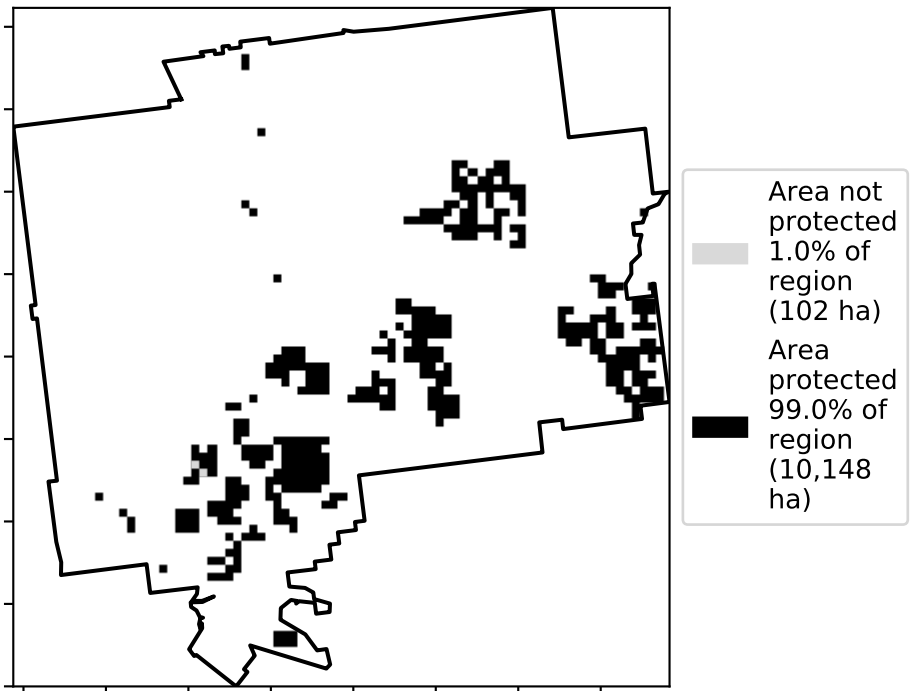 Area not
protected
1.0% of
region
(102 ha)
Area
protected
99.0% of
region
(10,148
ha)